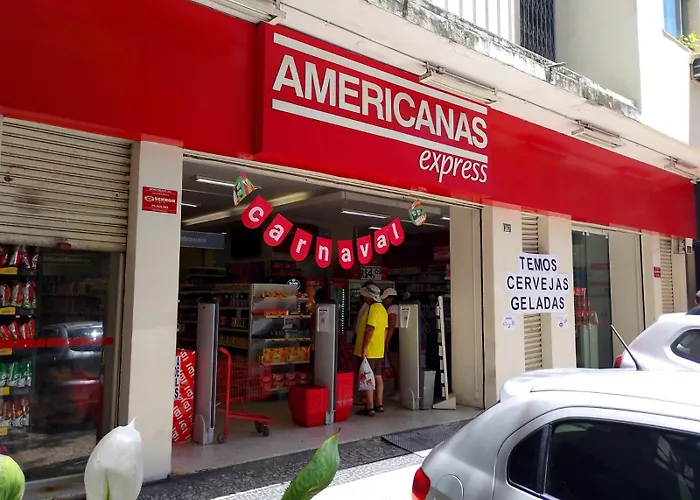 AMERICANAS
express
carnaval
TEMOS
CERVEJAS
GELADAS